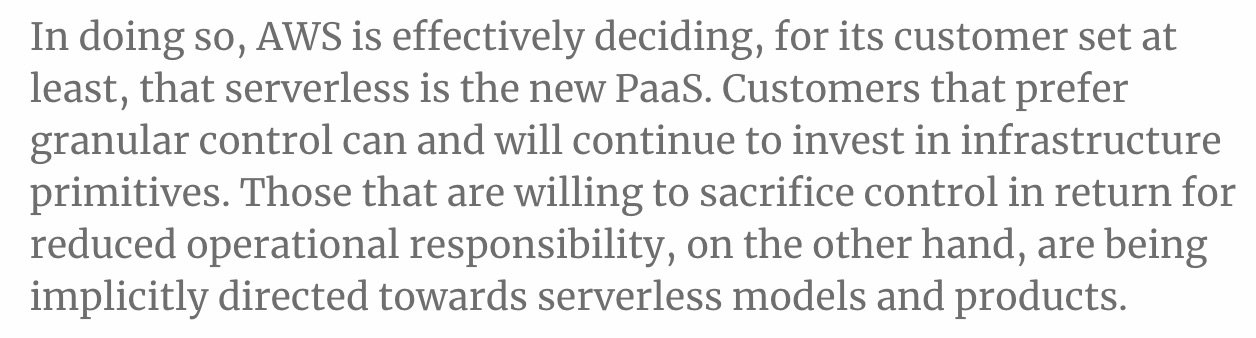 In doing so, AWS is effectively deciding, for its customer set at
least, that serverless is the new PaaS. Customers that prefer
granular control can and will continue to invest in infrastructure
primitives. Those that are willing to sacrifice control in return for
reduced operational responsibility, on the other hand, are being
implicitly directed towards serverless models and products.